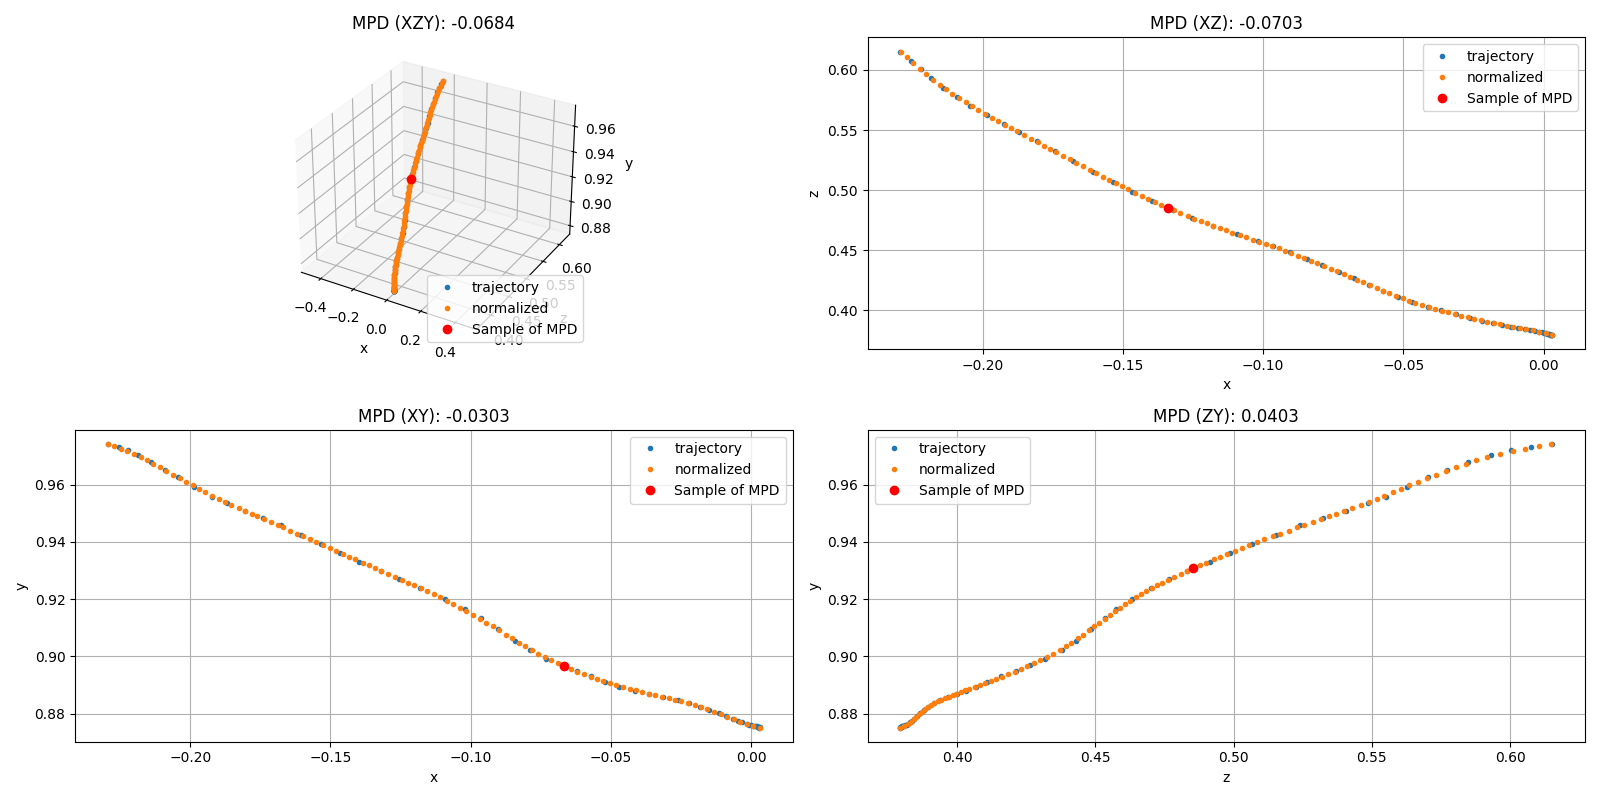 MPD (XZY): -0.0684
0.96
0.94
0.92
0.90
0.88
y
0.60
0.55
0.50
0.45
0.40
z
−0.4
−0.2
0.0
0.2
0.4
x
trajectory
normalized
Sample of MPD
MPD (XZ): -0.0703
trajectory
normalized
Sample of MPD
0.60
0.55
0.50
0.45
0.40
z
−0.20
−0.15
−0.10
−0.05
0.00
x
MPD (XY): -0.0303
trajectory
normalized
Sample of MPD
0.96
0.94
0.92
0.90
0.88
y
−0.20
−0.15
−0.10
−0.05
0.00
x
MPD (ZY): 0.0403
trajectory
normalized
Sample of MPD
0.96
0.94
0.92
0.90
0.88
y
0.40
0.45
0.50
0.55
0.60
z